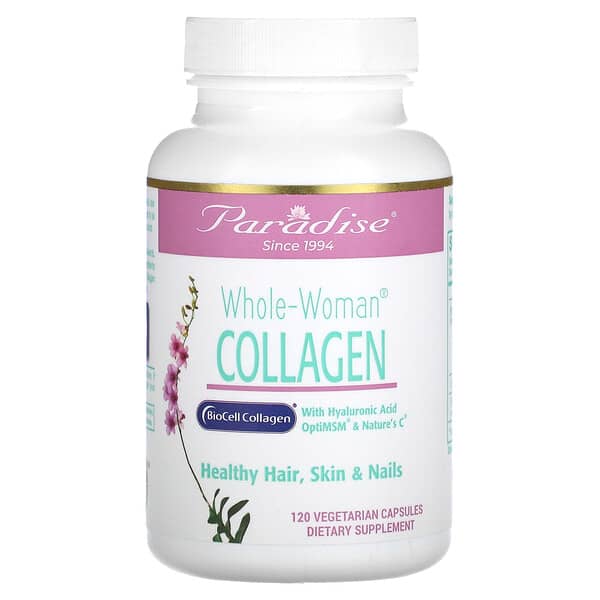 Paradise®
Since 1994
Whole-Woman®
COLLAGEN
BioCell Collagen®
With Hyaluronic Acid
OptiMSM® & Nature's C®
Healthy Hair, Skin & Nails
120 VEGETARIAN CAPSULES
DIETARY SUPPLEMENT